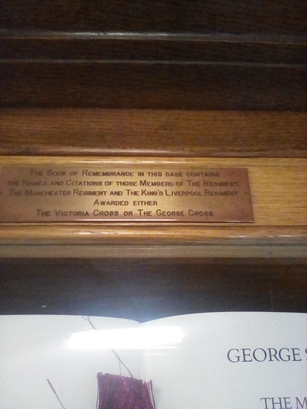 The Book of Remembrance in this case contains
the Names and Citations of those Members of The Regiment,
The Manchester Regiment and The King's Liverpool Regiment
Awarded either
The Victoria Cross or The George Cross
GEORGE
THE M